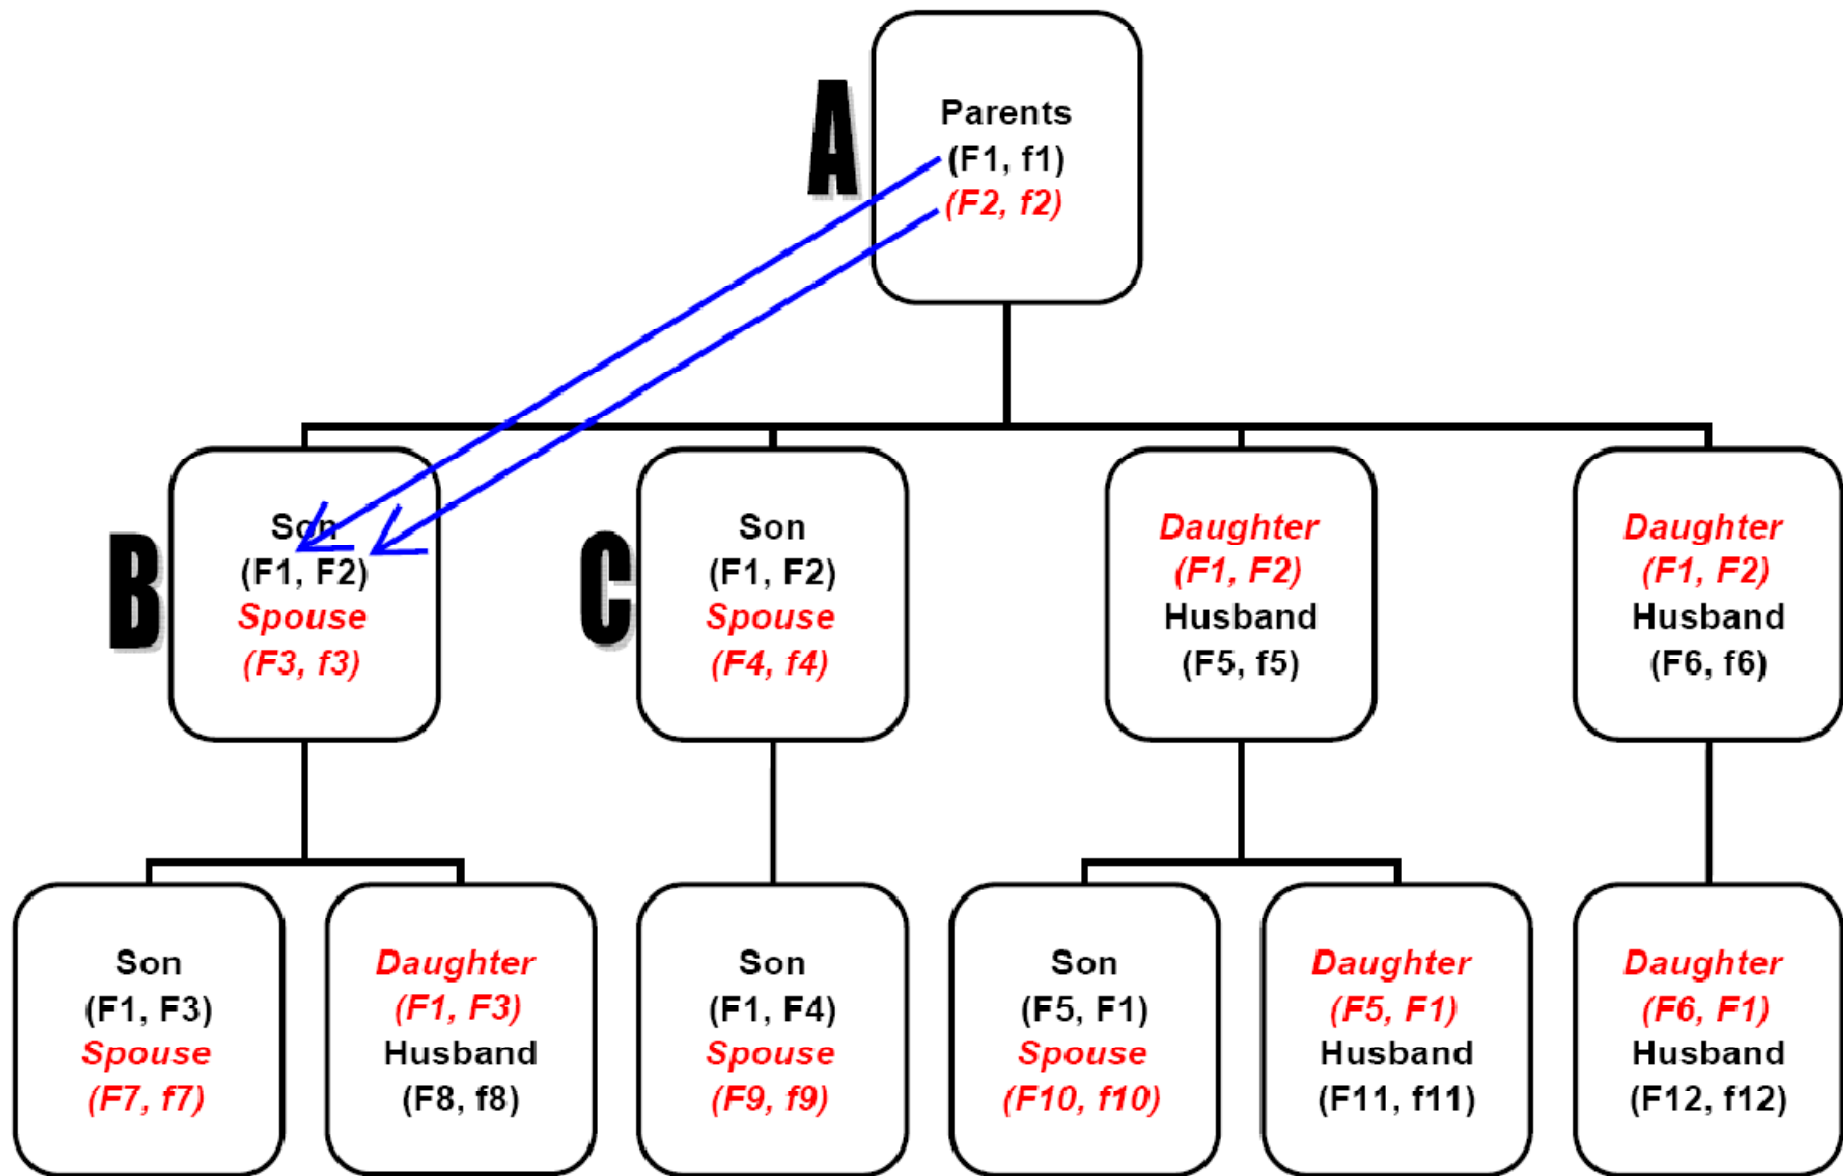 A
Parents
(F1, f1)
(F2, f2)
B
Son
(F1, F2)
Spouse
(F3, f3)
C
Son
(F1, F2)
Spouse
(F4, f4)
Daughter
(F1, F2)
Husband
(F5, f5)
Daughter
(F1, F2)
Husband
(F6, f6)
Son
(F1, F3)
Spouse
(F7, f7)
Daughter
(F1, F3)
Husband
(F8, f8)
Son
(F1, F4)
Spouse
(F9, f9)
Son
(F5, F1)
Spouse
(F10, f10)
Daughter
(F5, F1)
Husband
(F11, f11)
Daughter
(F6, F1)
Husband
(F12, f12)